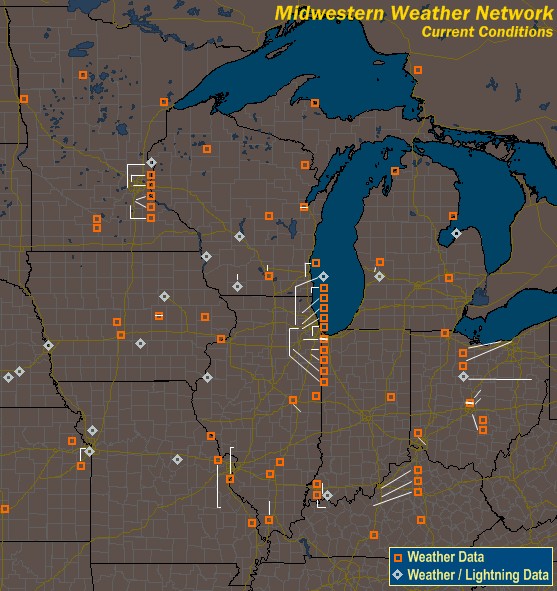 Midwestern Weather Network
Current Conditions
Weather Data
Weather / Lightning Data